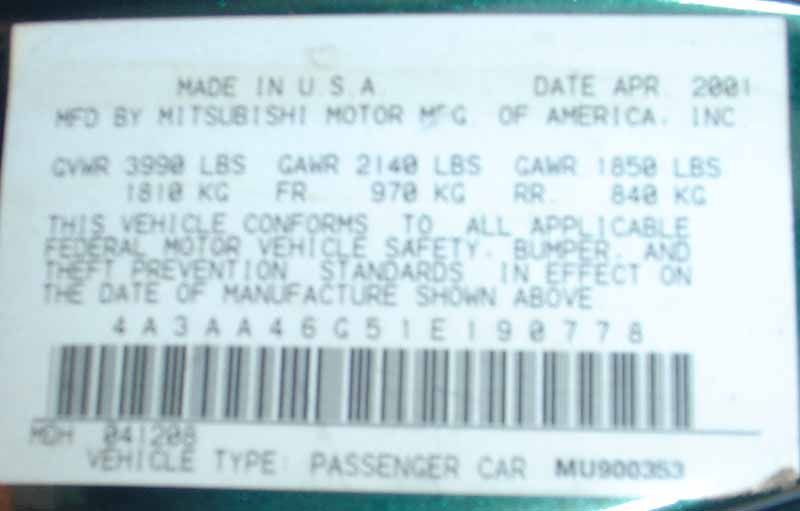 MADE IN U.S.A. DATE APR. 2001
MFD BY MITSUBISHI MOTOR MFG. OF AMERICA, INC
GVWR 3990 LBS GAWR 2140 LBS GAWR 1850 LBS
1810 KG FR. 970 KG RR. 840 KG
THIS VEHICLE CONFORMS TO ALL APPLICABLE
FEDERAL MOTOR VEHICLE SAFETY, BUMPER, AND
THEFT PREVENTION STANDARDS IN EFFECT ON
THE DATE OF MANUFACTURE SHOWN ABOVE
4A3AA46G51E190778
MDH 041208
VEHICLE TYPE: PASSENGER CAR MU900353